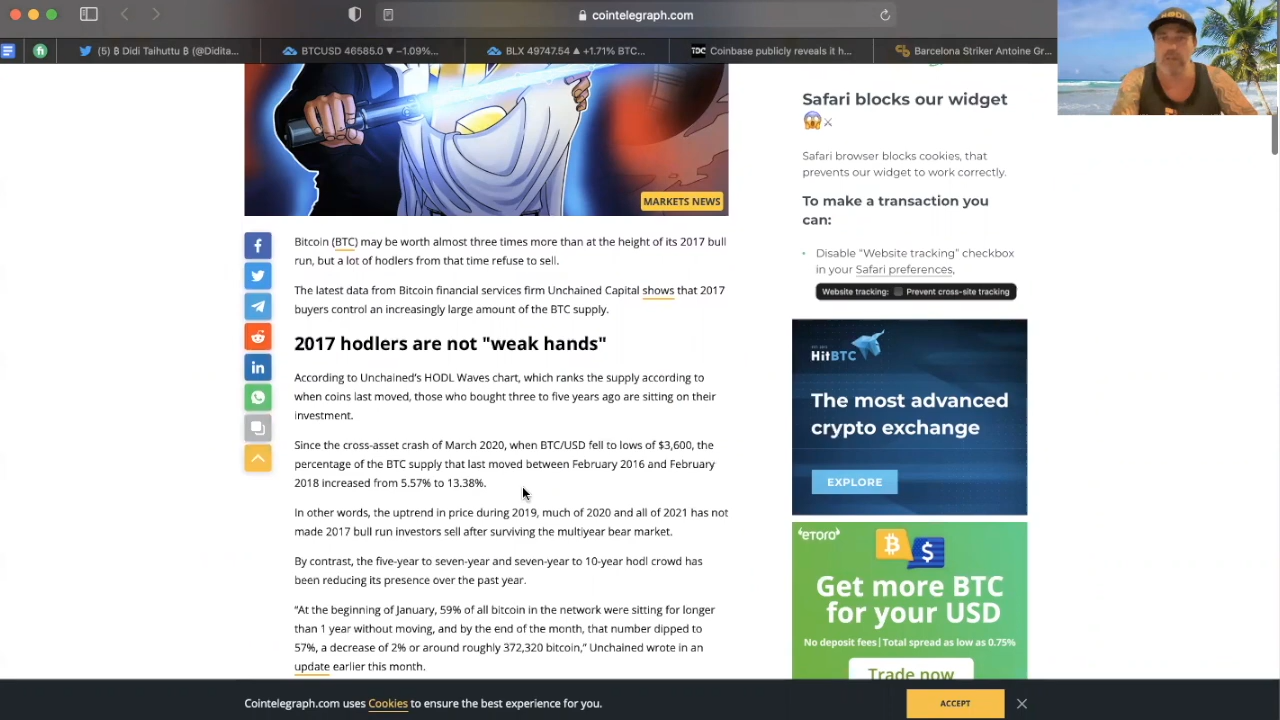 cointelegraph.com
(5) ₿ Didi Taihuttu ₿ (@Didita...
BTCUSD 46585.0 ▼ −1.09%...
BLX 49747.54 ▲ +1.71% BTC...
TDC Coinbase publicly reveals it h...
Barcelona Striker Antoine Gr...
MARKETS NEWS
Bitcoin (BTC) may be worth almost three times more than at the height of its 2017 bull
run, but a lot of hodlers from that time refuse to sell.
The latest data from Bitcoin financial services firm Unchained Capital shows that 2017
buyers control an increasingly large amount of the BTC supply.
2017 hodlers are not "weak hands"
According to Unchained's HODL Waves chart, which ranks the supply according to
when coins last moved, those who bought three to five years ago are sitting on their
investment.
Since the cross-asset crash of March 2020, when BTC/USD fell to lows of $3,600, the
percentage of the BTC supply that last moved between February 2016 and February
2018 increased from 5.57% to 13.38%.
In other words, the uptrend in price during 2019, much of 2020 and all of 2021 has not
made 2017 bull run investors sell after surviving the multiyear bear market.
By contrast, the five-year to seven-year and seven-year to 10-year hodl crowd has
been reducing its presence over the past year.
“At the beginning of January, 59% of all bitcoin in the network were sitting for longer
than 1 year without moving, and by the end of the month, that number dipped to
57%, a decrease of 2% or around roughly 372,320 bitcoin,” Unchained wrote in an
update earlier this month.
Safari blocks our widget
Safari browser blocks cookies, that
prevents our widget to work correctly.
To make a transaction you
can:
Disable “Website tracking” checkbox
in your Safari preferences,
Website tracking: Prevent cross-site tracking
HitBTC
The most advanced
crypto exchange
EXPLORE
eToro
Get more BTC
for your USD
No deposit fees | Total spread as low as 0.75%
Trade now
Cointelegraph.com uses Cookies to ensure the best experience for you.
ACCEPT